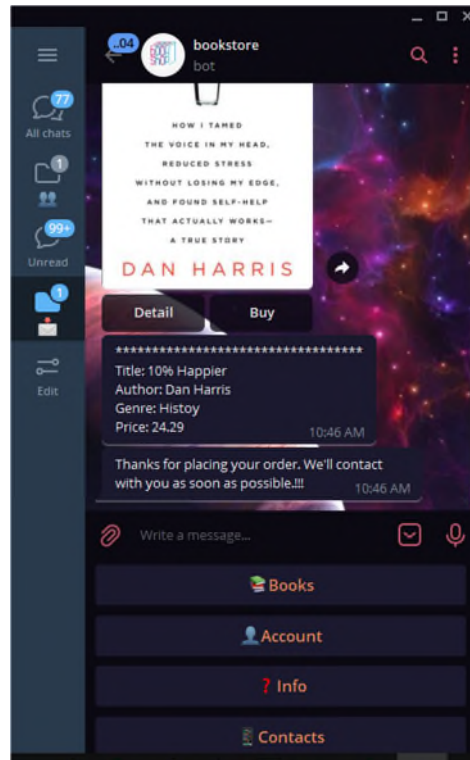 ..04
bookstore
bot
77
All chats
1
99+
Unread
1
Edit
HOW I TAMED
THE VOICE IN MY HEAD,
REDUCED STRESS
WITHOUT LOSING MY EDGE,
AND FOUND SELF-HELP
THAT ACTUALLY WORKS—
A TRUE STORY
DAN HARRIS
Detail Buy
**********************************
Title: 10% Happier
Author: Dan Harris
Genre: Histoy
Price: 24.29
10:46 AM
Thanks for placing your order. We'll contact
with you as soon as possible.!!!
10:46 AM
Write a message...
Books
Account
? Info
Contacts